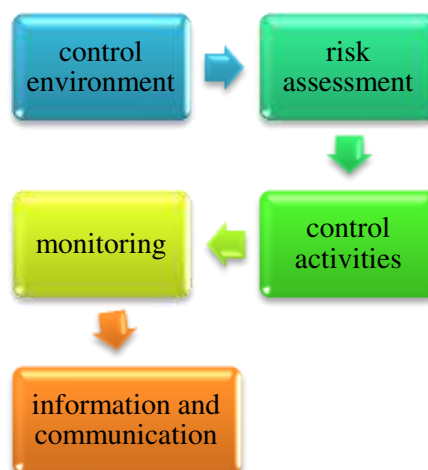 control
environment
risk
assessment
control
activities
monitoring
information and
communication